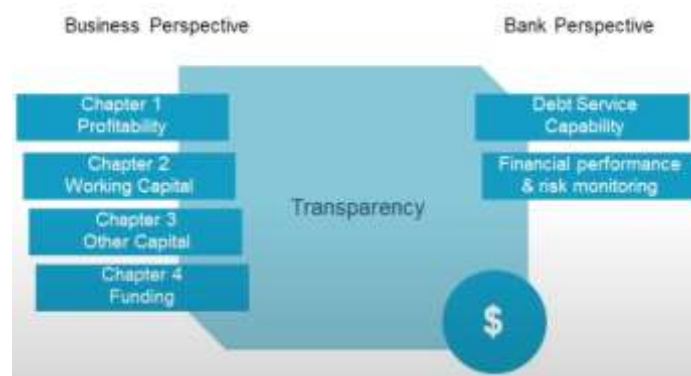 Business Perspective
Bank Perspective
Chapter 1
Profitability
Chapter 2
Working Capital
Chapter 3
Other Capital
Chapter 4
Funding
Transparency
Debt Service
Capability
Financial performance
& risk monitoring
$